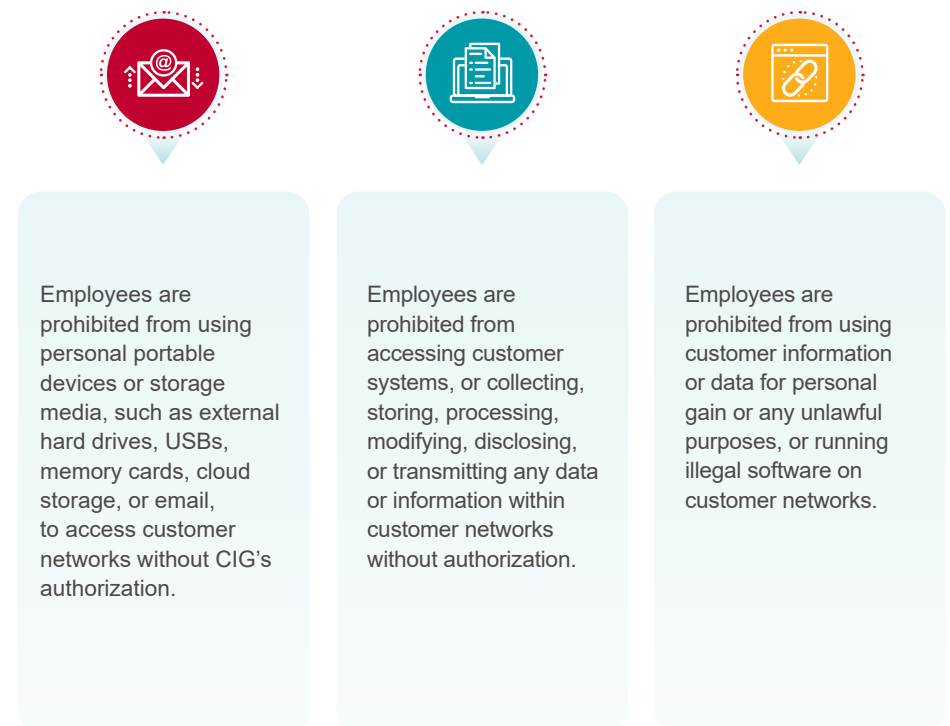 @
Employees are
prohibited from using
personal portable
devices or storage
media, such as external
hard drives, USBs,
memory cards, cloud
storage, or email,
to access customer
networks without CIG’s
authorization.
Employees are
prohibited from
accessing customer
systems, or collecting,
storing, processing,
modifying, disclosing,
or transmitting any data
or information within
customer networks
without authorization.
Employees are
prohibited from using
customer information
or data for personal
gain or any unlawful
purposes, or running
illegal software on
customer networks.